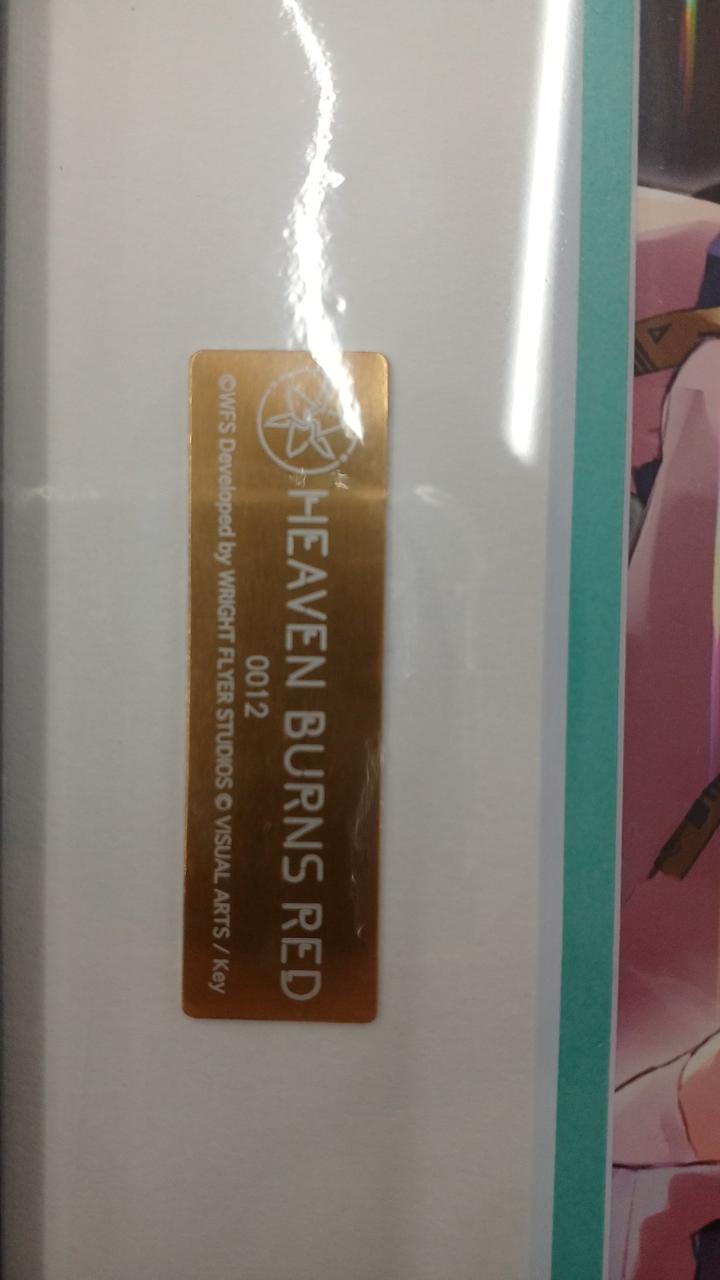 HEAVEN BURNS RED
0012
©WFS Developed by WRIGHT FLYER STUDIOS © VISUAL ARTS / Key